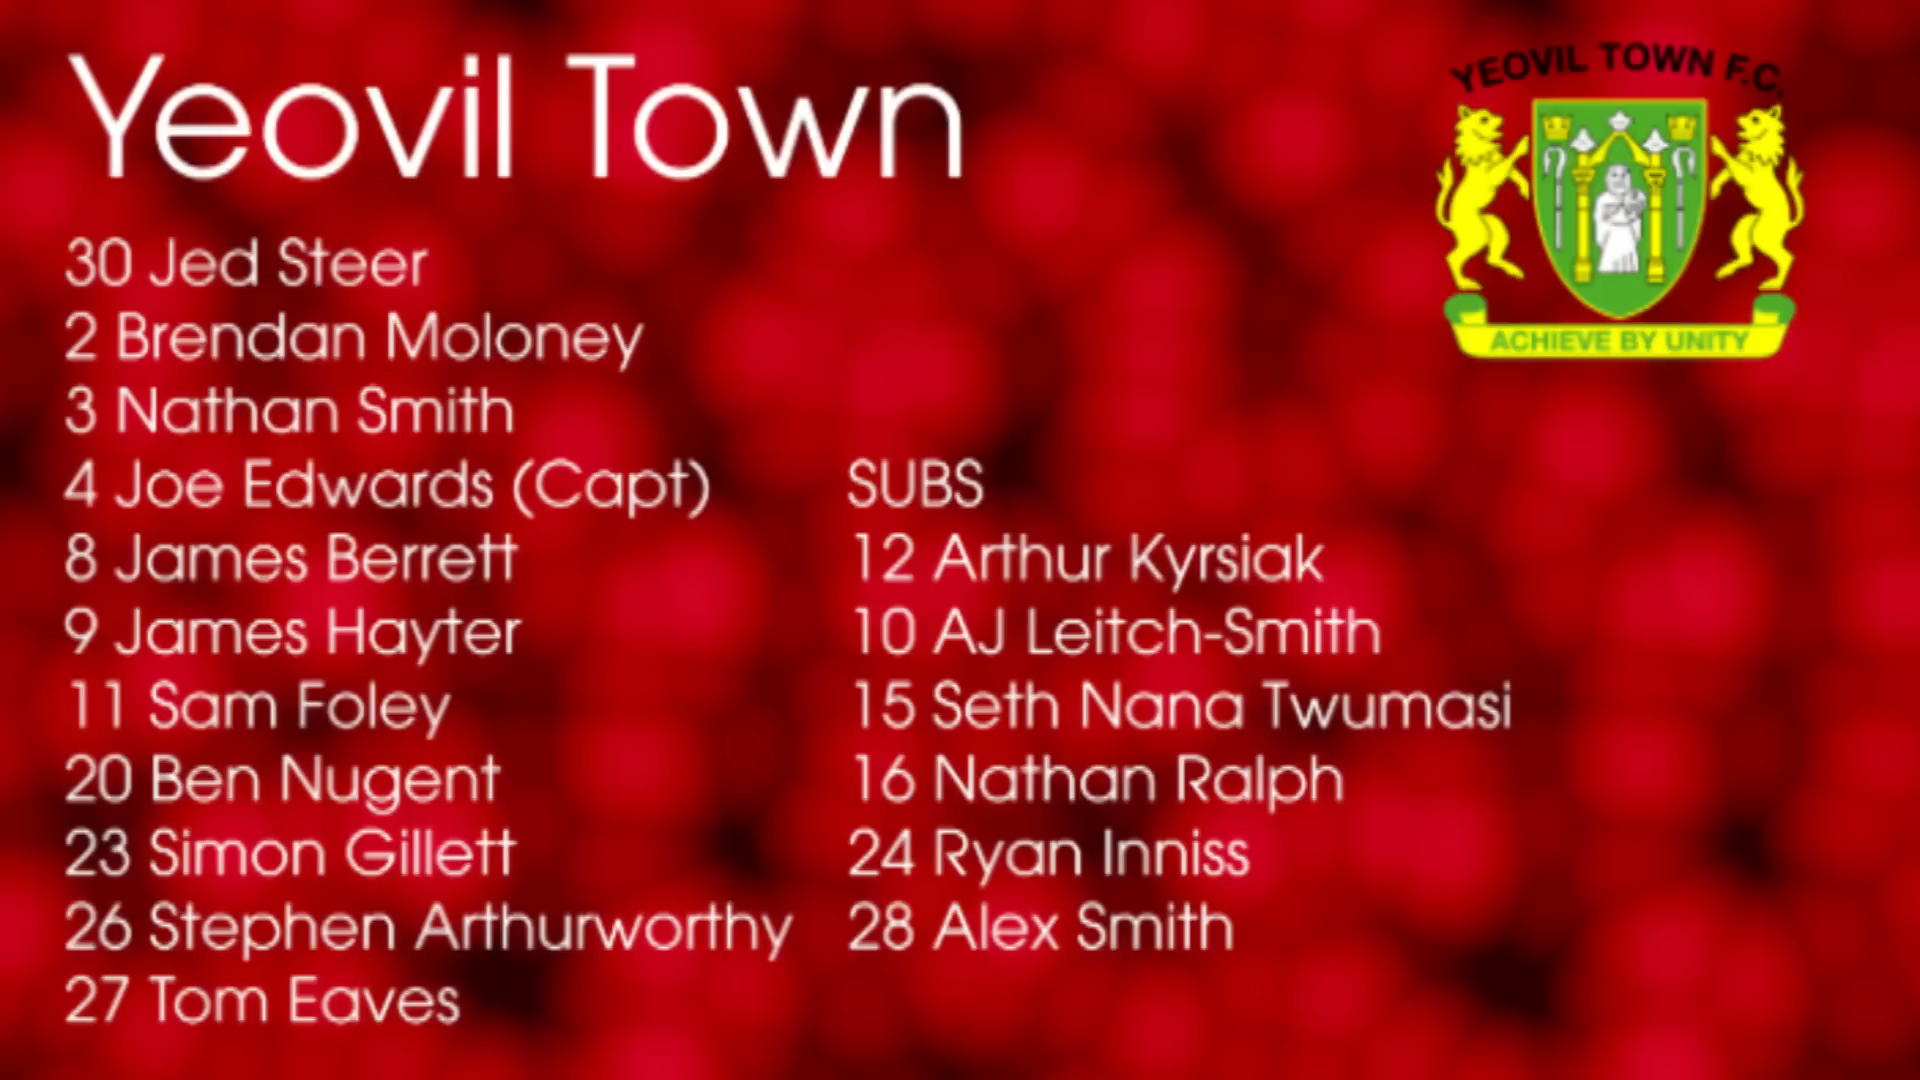 Yeovil Town
YEOVIL TOWN F.C.
ACHIEVE BY UNITY
30 Jed Steer
2 Brendan Moloney
3 Nathan Smith
4 Joe Edwards (Capt)
8 James Berrett
9 James Hayter
11 Sam Foley
20 Ben Nugent
23 Simon Gillett
26 Stephen Arthurworthy
27 Tom Eaves
SUBS
12 Arthur Kyrsiak
10 AJ Leitch-Smith
15 Seth Nana Twumasi
16 Nathan Ralph
24 Ryan Inniss
28 Alex Smith